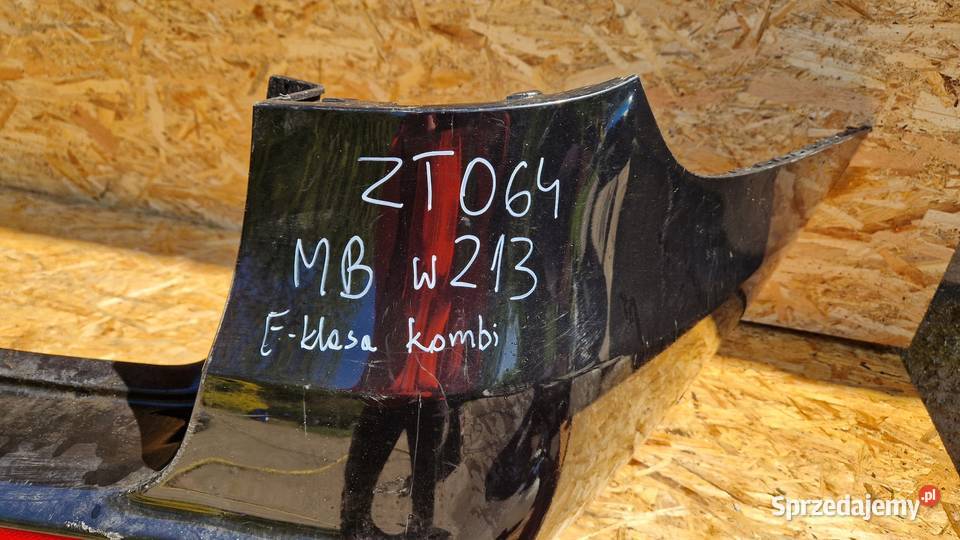 ZT064
MB W213
E-klasa kombi
Sprzedajemy.pl